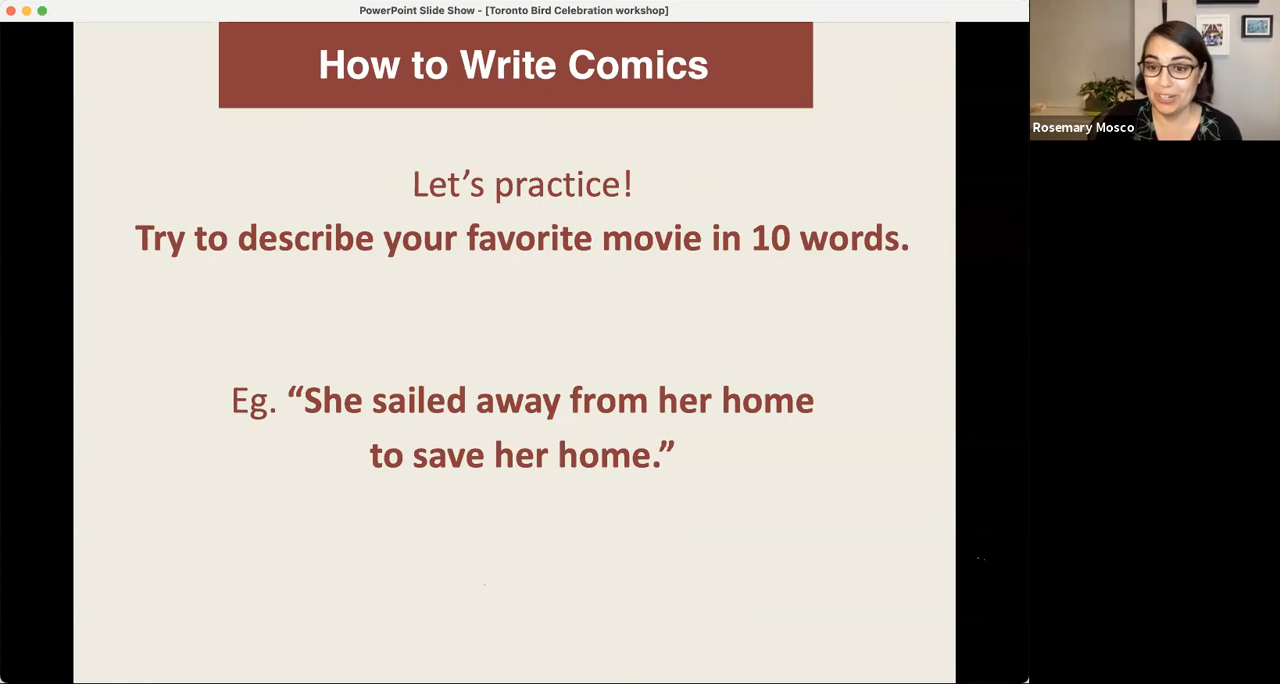 PowerPoint Slide Show - [Toronto Bird Celebration workshop]
How to Write Comics
Let’s practice!
Try to describe your favorite movie in 10 words.
Eg. “She sailed away from her home
to save her home.”
Rosemary Mosco